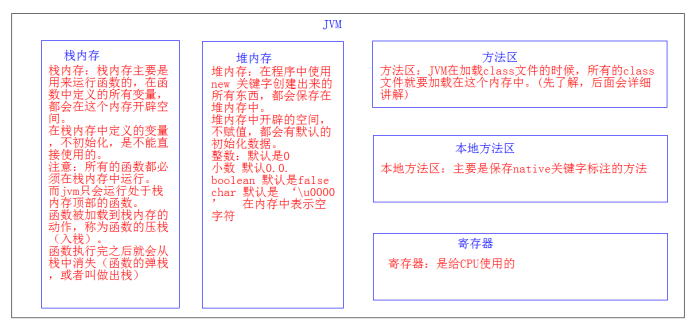 JVM
栈内存
栈内存：栈内存主要是
用来运行函数的，在函
数中定义的所有变量，
都会在这个内存开辟空
间。
在栈内存中定义的变量
，不初始化，是不能直
接使用的。
注意：所有的函数都必
须在栈内存中运行。
而jvm只会运行处于栈
内存顶部的函数。
函数被加载到栈内存的
动作，称为函数的压栈
（入栈）。
函数执行完之后就会从
栈中消失（函数的弹栈
，或者叫做出栈）
堆内存
堆内存：在程序中使用
new 关键字创建出来的
所有东西，都会保存在
堆内存中。
堆内存中开辟的空间，
不赋值，都会有默认的
初始化数据。
整数：默认是0
小数 默认0.0.
boolean 默认是false
char 默认是 ‘\u0000
’ 在内存中表示空
字符
方法区
方法区：JVM在加载class文件的时候，所有的class
文件就要加载在这个内存中。(先了解，后面会详细
讲解)
本地方法区
本地方法区：主要是保存native关键字标注的方法
寄存器
寄存器：是给CPU使用的